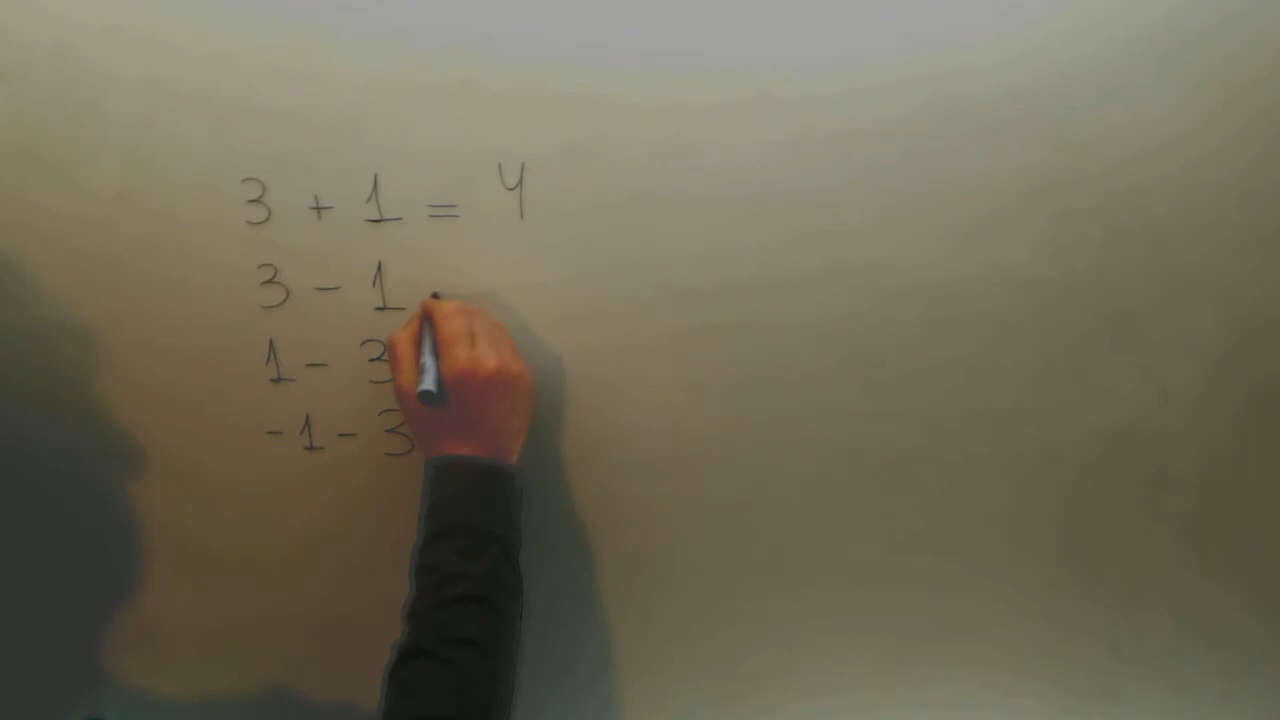 3 + 1 = 4
3 - 1
1 - 3
-1 - 3